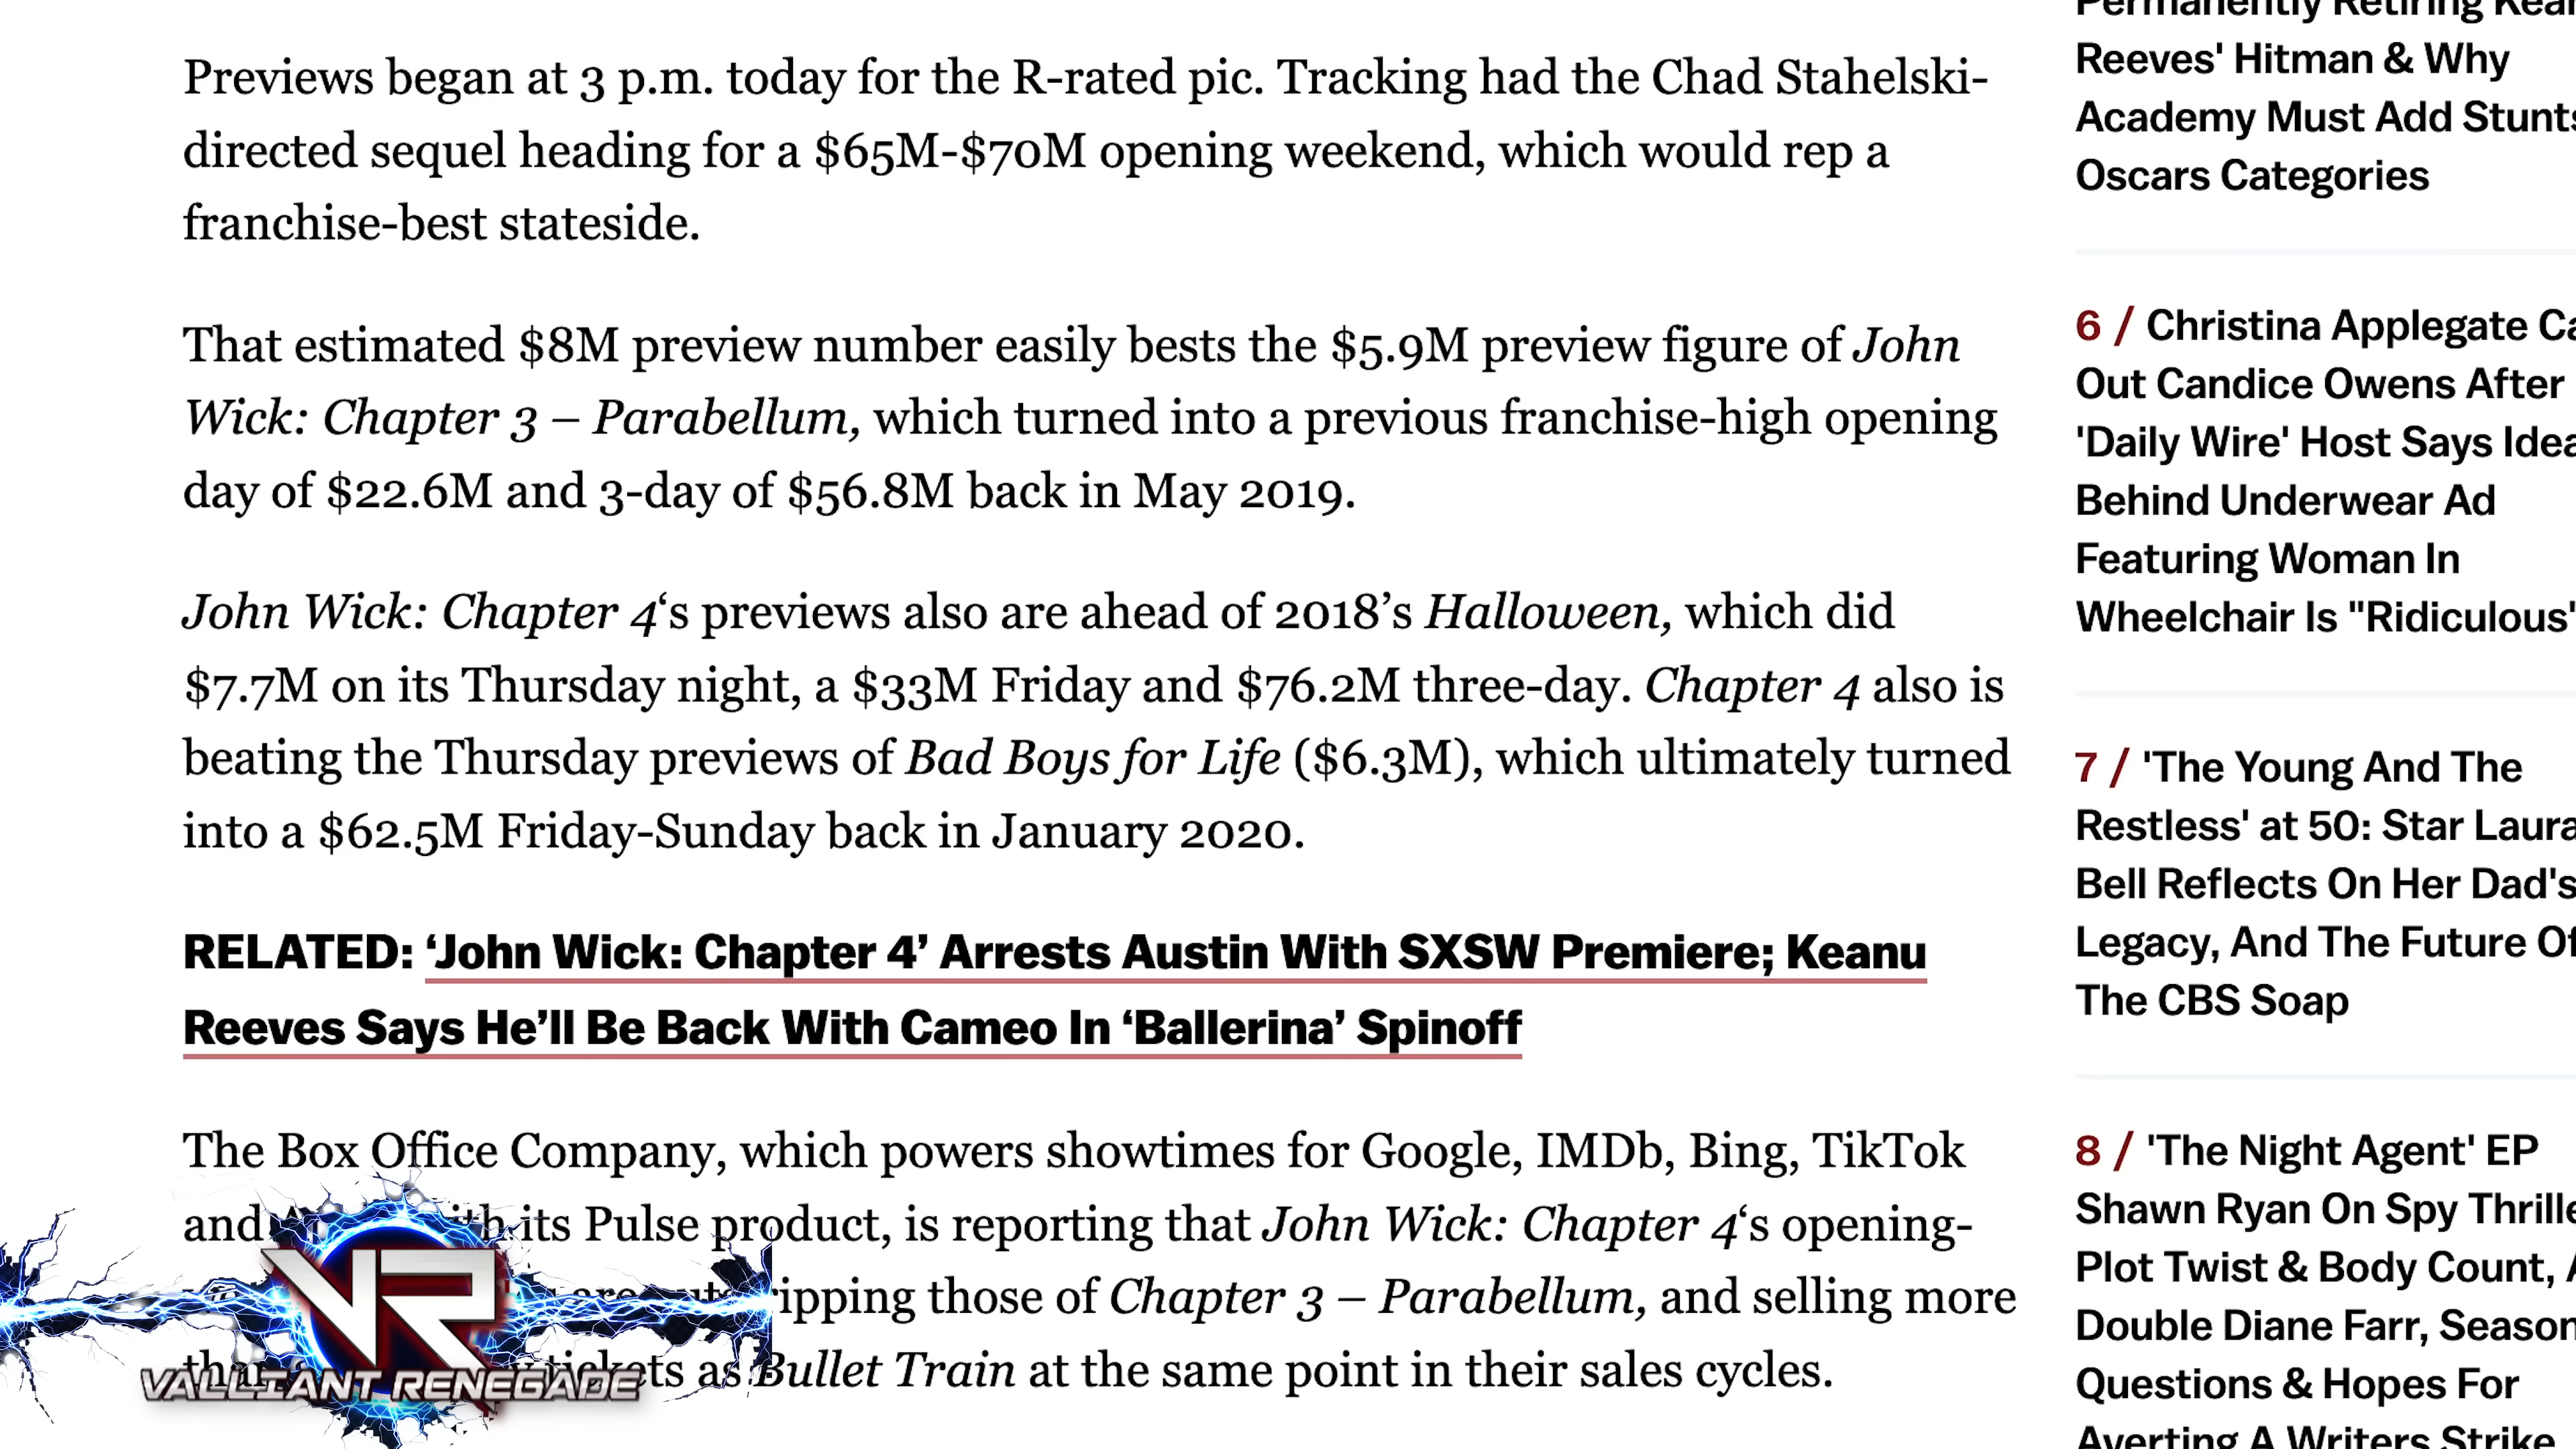 Previews began at 3 p.m. today for the R-rated pic. Tracking had the Chad Stahelski-
directed sequel heading for a $65M-$70M opening weekend, which would rep a
franchise-best stateside.
That estimated $8M preview number easily bests the $5.9M preview figure of John
Wick: Chapter 3 – Parabellum, which turned into a previous franchise-high opening
day of $22.6M and 3-day of $56.8M back in May 2019.
John Wick: Chapter 4‘s previews also are ahead of 2018’s Halloween, which did
$7.7M on its Thursday night, a $33M Friday and $76.2M three-day. Chapter 4 also is
beating the Thursday previews of Bad Boys for Life ($6.3M), which ultimately turned
into a $62.5M Friday-Sunday back in January 2020.
RELATED: ‘John Wick: Chapter 4’ Arrests Austin With SXSW Premiere; Keanu
Reeves Says He’ll Be Back With Cameo In ‘Ballerina’ Spinoff
The Box Office Company, which powers showtimes for Google, IMDb, Bing, TikTok
and its Pulse product, is reporting that John Wick: Chapter 4‘s opening-
those of Chapter 3 – Parabellum, and selling more
tickets as Bullet Train at the same point in their sales cycles.
VR
VALLIANT RENEGADE
Permanently Retiring
Reeves' Hitman & Why
Academy Must Add Stunts
Oscars Categories
6 / Christina Applegate
Out Candice Owens After
'Daily Wire' Host Says Idea
Behind Underwear Ad
Featuring Woman In
Wheelchair Is "Ridiculous"
7 / 'The Young And The
Restless' at 50: Star Laura
Bell Reflects On Her Dad's
Legacy, And The Future Of
The CBS Soap
8 / 'The Night Agent' EP
Shawn Ryan On Spy
Plot Twist & Body Count,
Double Diane Farr, Season
Questions & Hopes For
Averting A Writers Strike